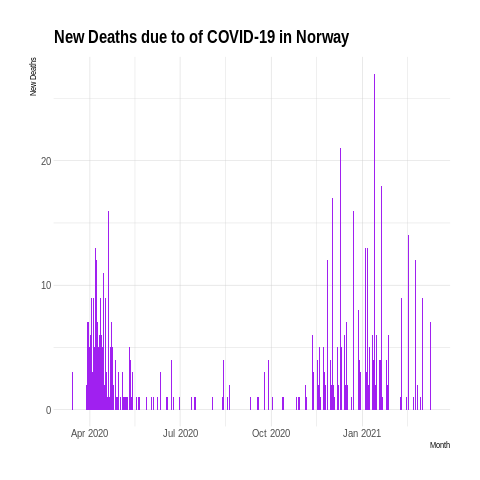 New Deaths due to of COVID-19 in Norway
New Deaths
20
10
0
Apr 2020 Jul 2020 Oct 2020 Jan 2021
Month